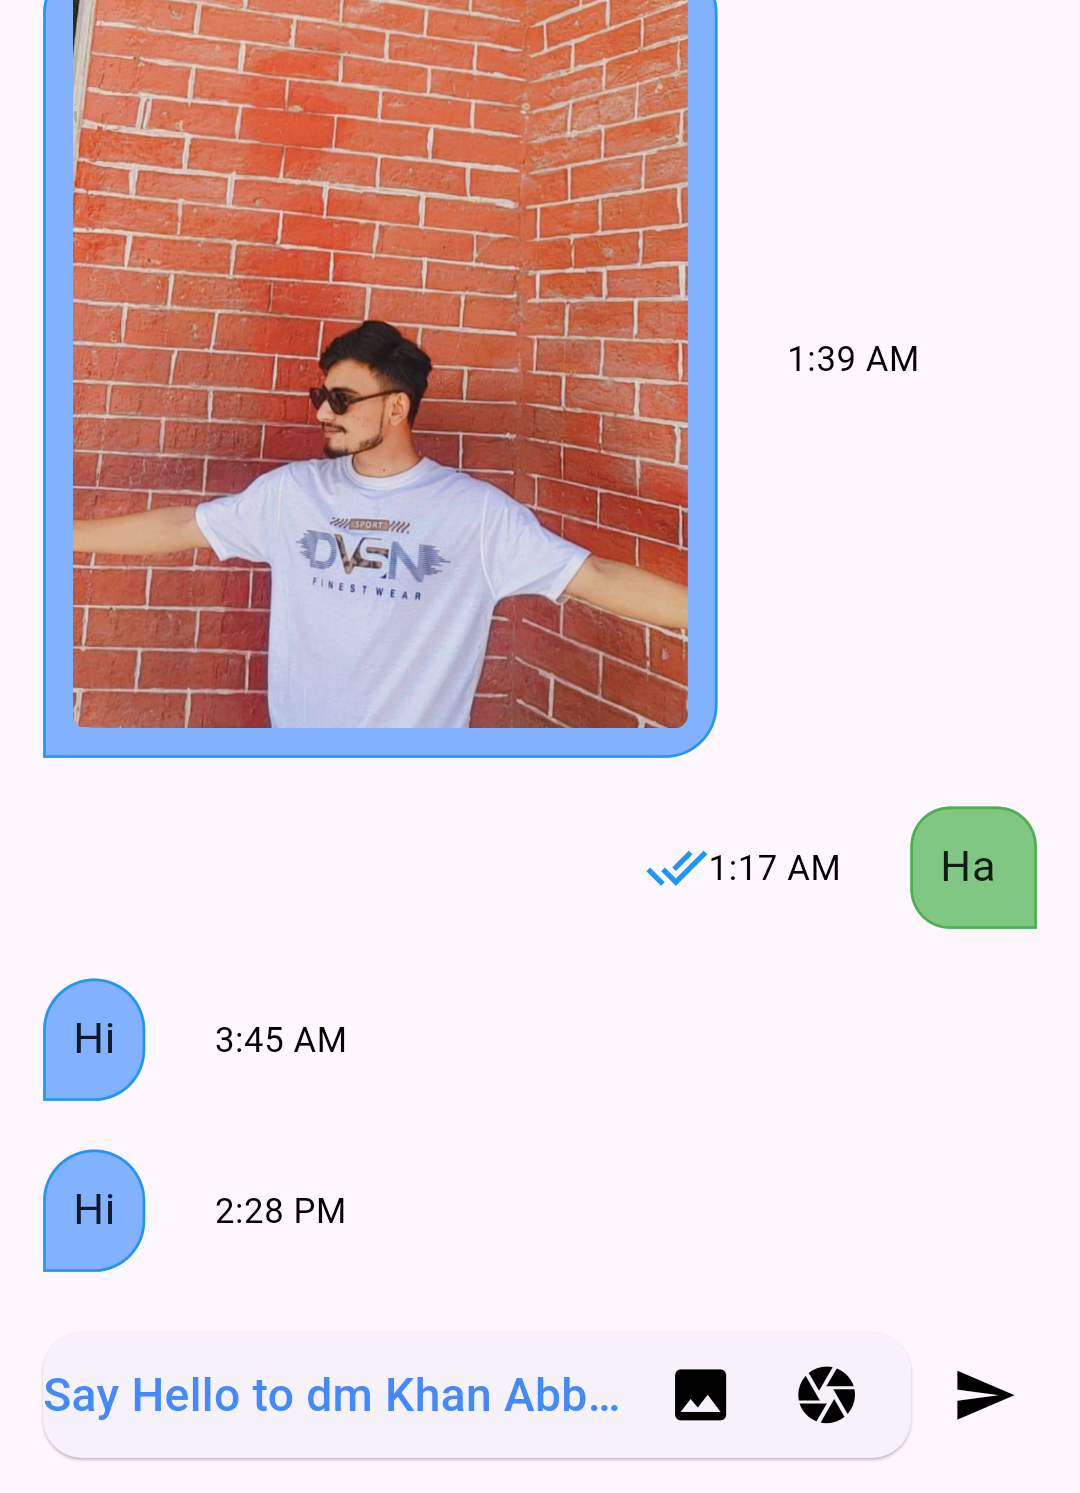 1:39 AM
SPORT
DVSN
FINEST WEAR
1:17 AM
Ha
Hi
3:45 AM
Hi
2:28 PM
Say Hello to dm Khan Abb...